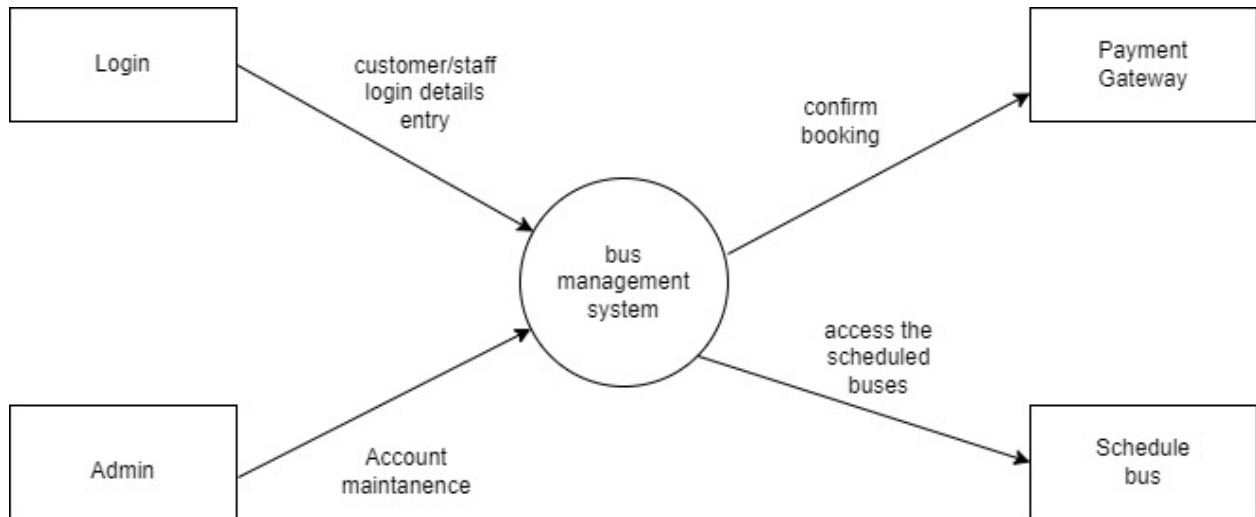 Login
customer/staff
login details
entry
Payment
Gateway
confirm
booking
bus
management
system
access the
scheduled
buses
Admin
Account
maintanence
Schedule
bus